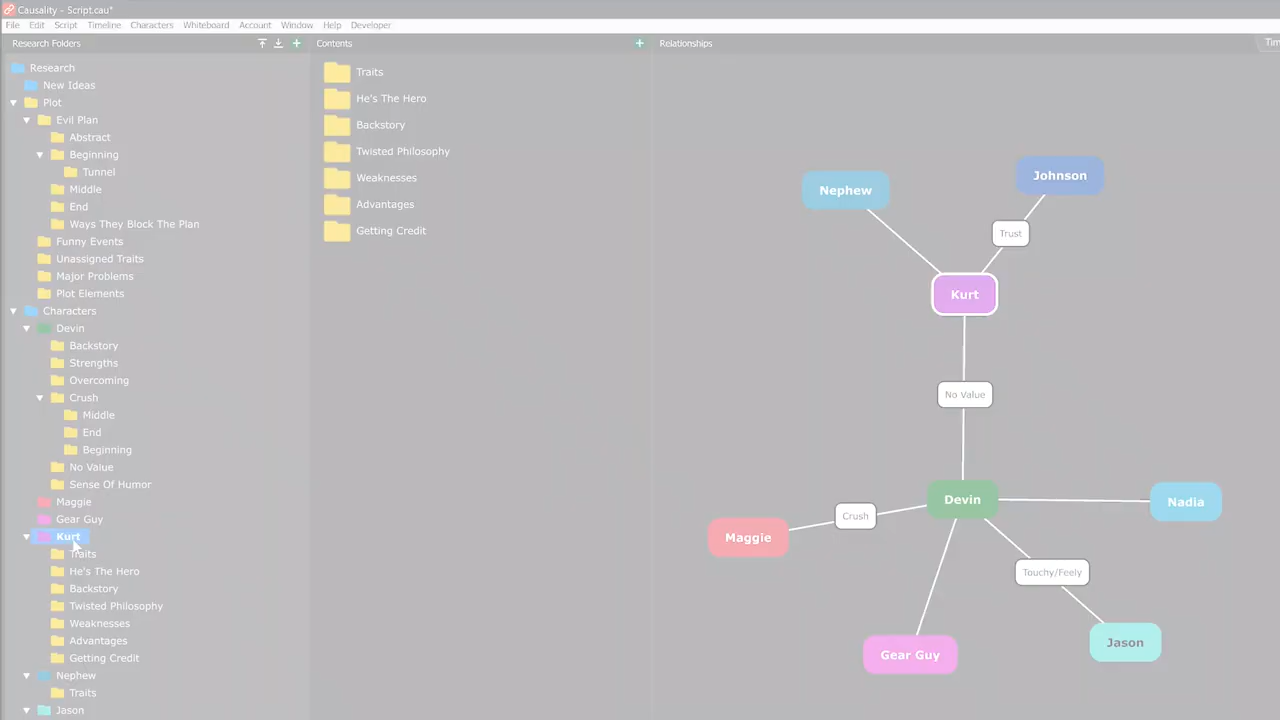 Causality - Script.cau*
File Edit Script Timeline Characters Whiteboard Account Window Help Developer
Research Folders
Research
New Ideas
Plot
Evil Plan
Abstract
Beginning
Tunnel
Middle
End
Ways They Block The Plan
Funny Events
Unassigned Traits
Major Problems
Plot Elements
Characters
Devin
Backstory
Strengths
Overcoming
Crush
Middle
End
Beginning
No Value
Sense Of Humor
Maggie
Gear Guy
Kurt
Traits
He's The Hero
Backstory
Twisted Philosophy
Weaknesses
Advantages
Getting Credit
Nephew
Traits
Jason
Contents
Traits
He's The Hero
Backstory
Twisted Philosophy
Weaknesses
Advantages
Getting Credit
Relationships
Johnson
Nephew
Trust
Kurt
No Value
Devin
Nadia
Crush
Maggie
Touchy/Feely
Jason
Gear Guy